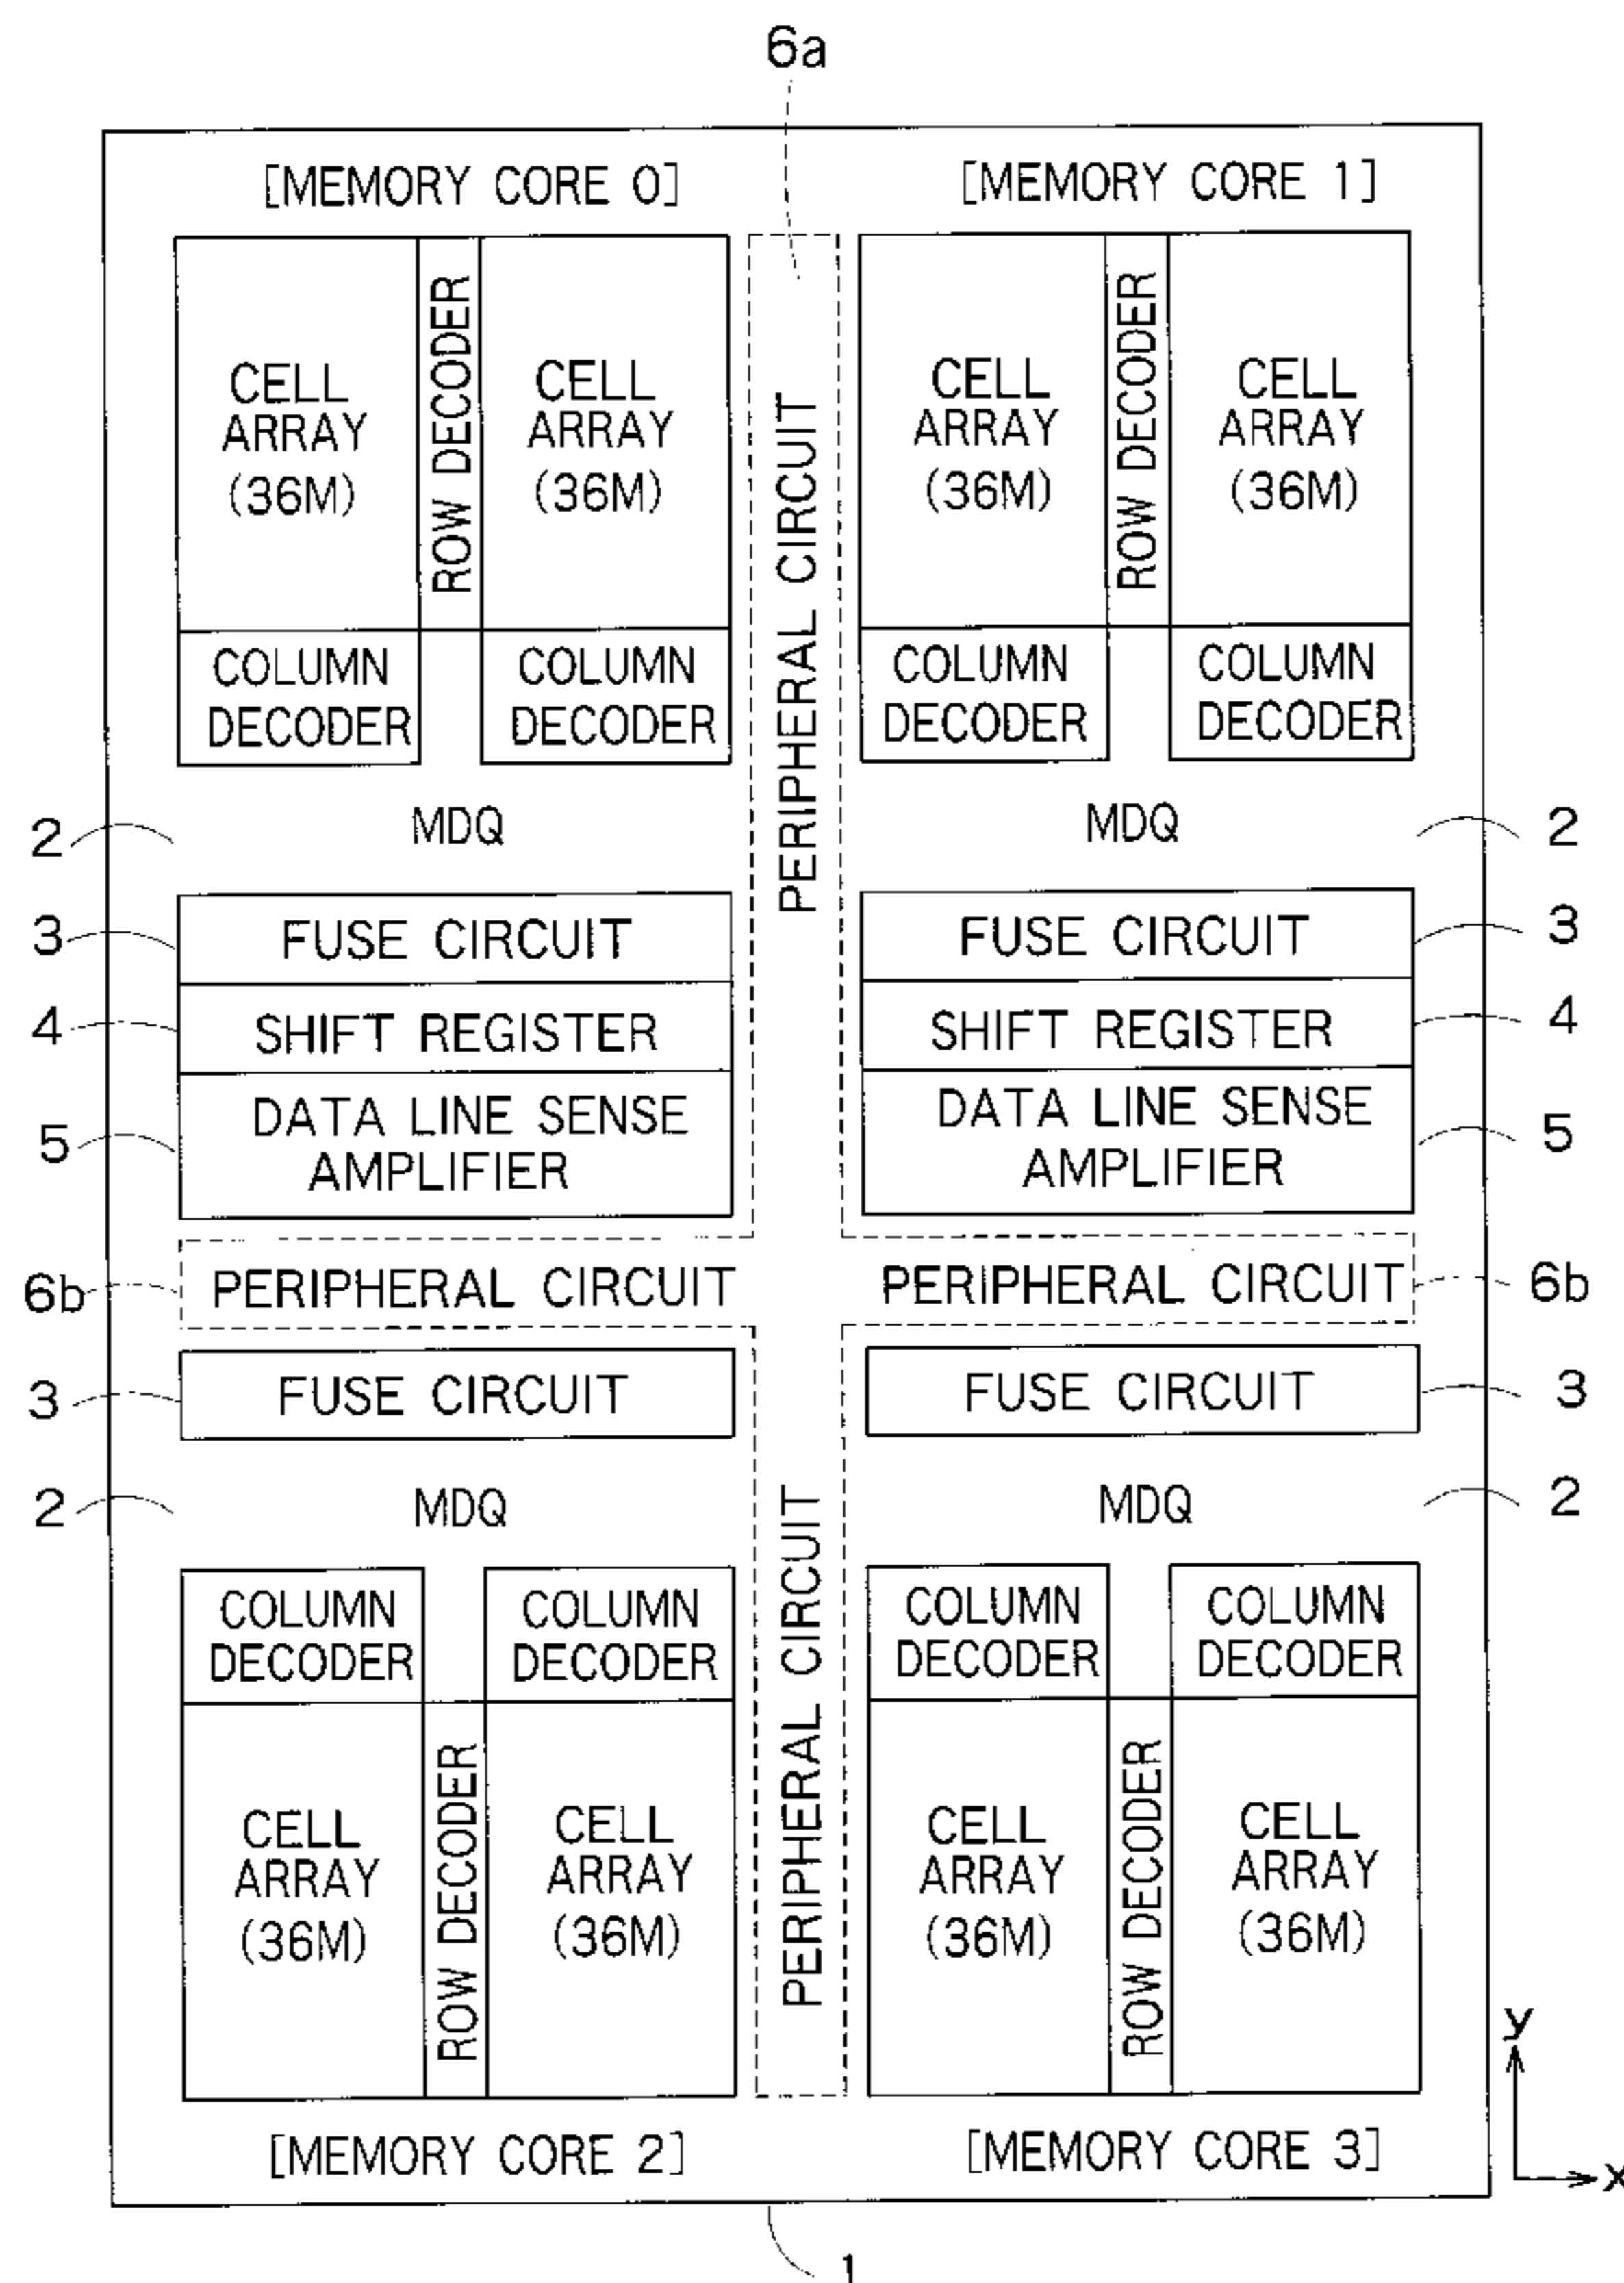 6a
[MEMORY CORE 0] [MEMORY CORE 1]
CELL ARRAY (36M)
ROW DECODER
CELL ARRAY (36M)
PERIPHERAL CIRCUIT
CELL ARRAY (36M)
ROW DECODER
CELL ARRAY (36M)
COLUMN DECODER
COLUMN DECODER
COLUMN DECODER
COLUMN DECODER
2 MDQ MDQ 2
3 FUSE CIRCUIT FUSE CIRCUIT 3
4 SHIFT REGISTER SHIFT REGISTER 4
5 DATA LINE SENSE AMPLIFIER DATA LINE SENSE AMPLIFIER 5
6b PERIPHERAL CIRCUIT PERIPHERAL CIRCUIT 6b
3 FUSE CIRCUIT FUSE CIRCUIT 3
2 MDQ MDQ 2
COLUMN DECODER
COLUMN DECODER
PERIPHERAL CIRCUIT
COLUMN DECODER
COLUMN DECODER
CELL ARRAY (36M)
ROW DECODER
CELL ARRAY (36M)
CELL ARRAY (36M)
ROW DECODER
CELL ARRAY (36M)
y
x
[MEMORY CORE 2] [MEMORY CORE 3]
1